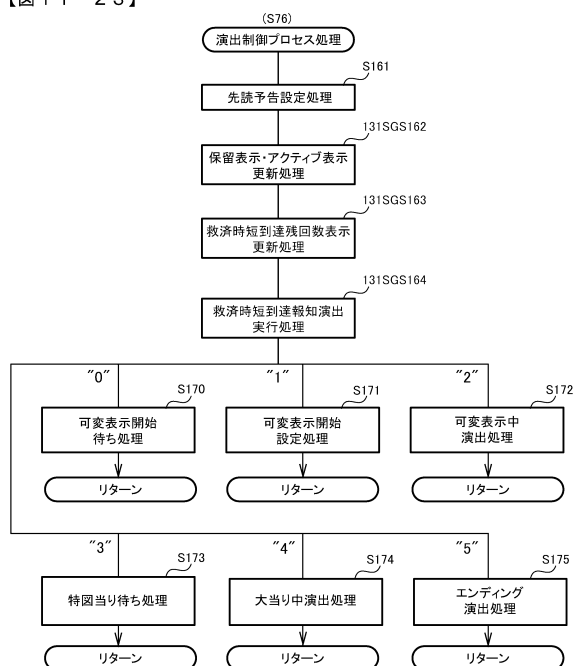 【図１１－２３】
(S76)
演出制御プロセス処理
S161
先読予告設定処理
131SGS162
保留表示・アクティブ表示
更新処理
131SGS163
救済時短到達残回数表示
更新処理
131SGS164
救済時短到達報知演出
実行処理
"0"
S170
可変表示開始
待ち処理
リターン
"1"
S171
可変表示開始
設定処理
リターン
"2"
S172
可変表示中
演出処理
リターン
"3"
S173
特図当り待ち処理
リターン
"4"
S174
大当り中演出処理
リターン
"5"
S175
エンディング
演出処理
リターン